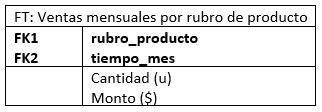 FT: Ventas mensuales por rubro de producto
FK1 rubro_producto
FK2 tiempo_mes
Cantidad (u)
Monto ($)